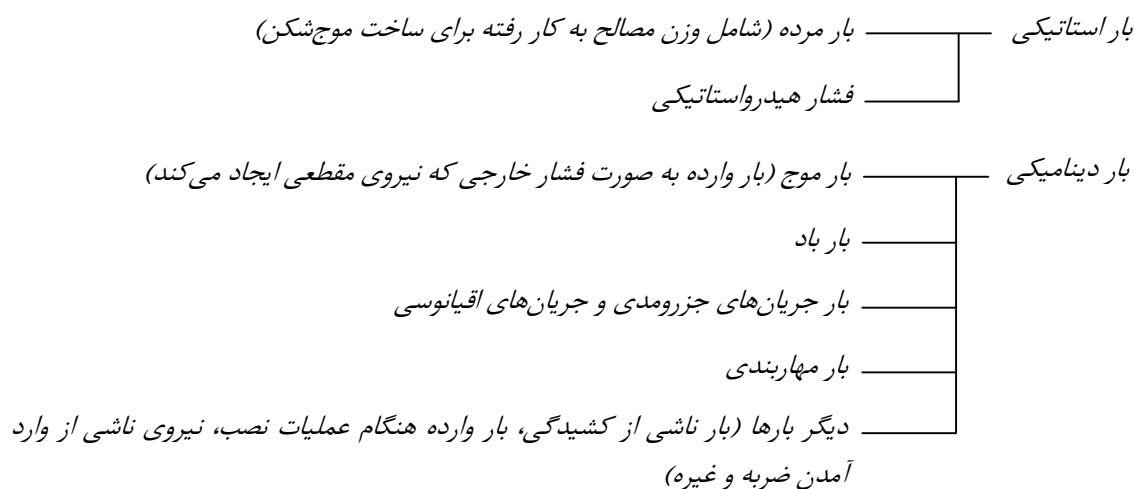 بار استاتیکی بار مرده (شامل وزن مصالح به کار رفته برای ساخت موج‌شکن)
فشار هیدرواستاتیکی
بار دینامیکی بار موج (بار وارده به صورت فشار خارجی که نیروی مقطعی ایجاد می‌کند)
بار باد
بار جریان‌های جزرومدی و جریان‌های اقیانوسی
بار مهاربندی
دیگر بارها (بار ناشی از کشیدگی، بار وارده هنگام عملیات نصب، نیروی ناشی از وارد
آمدن ضربه و غیره)